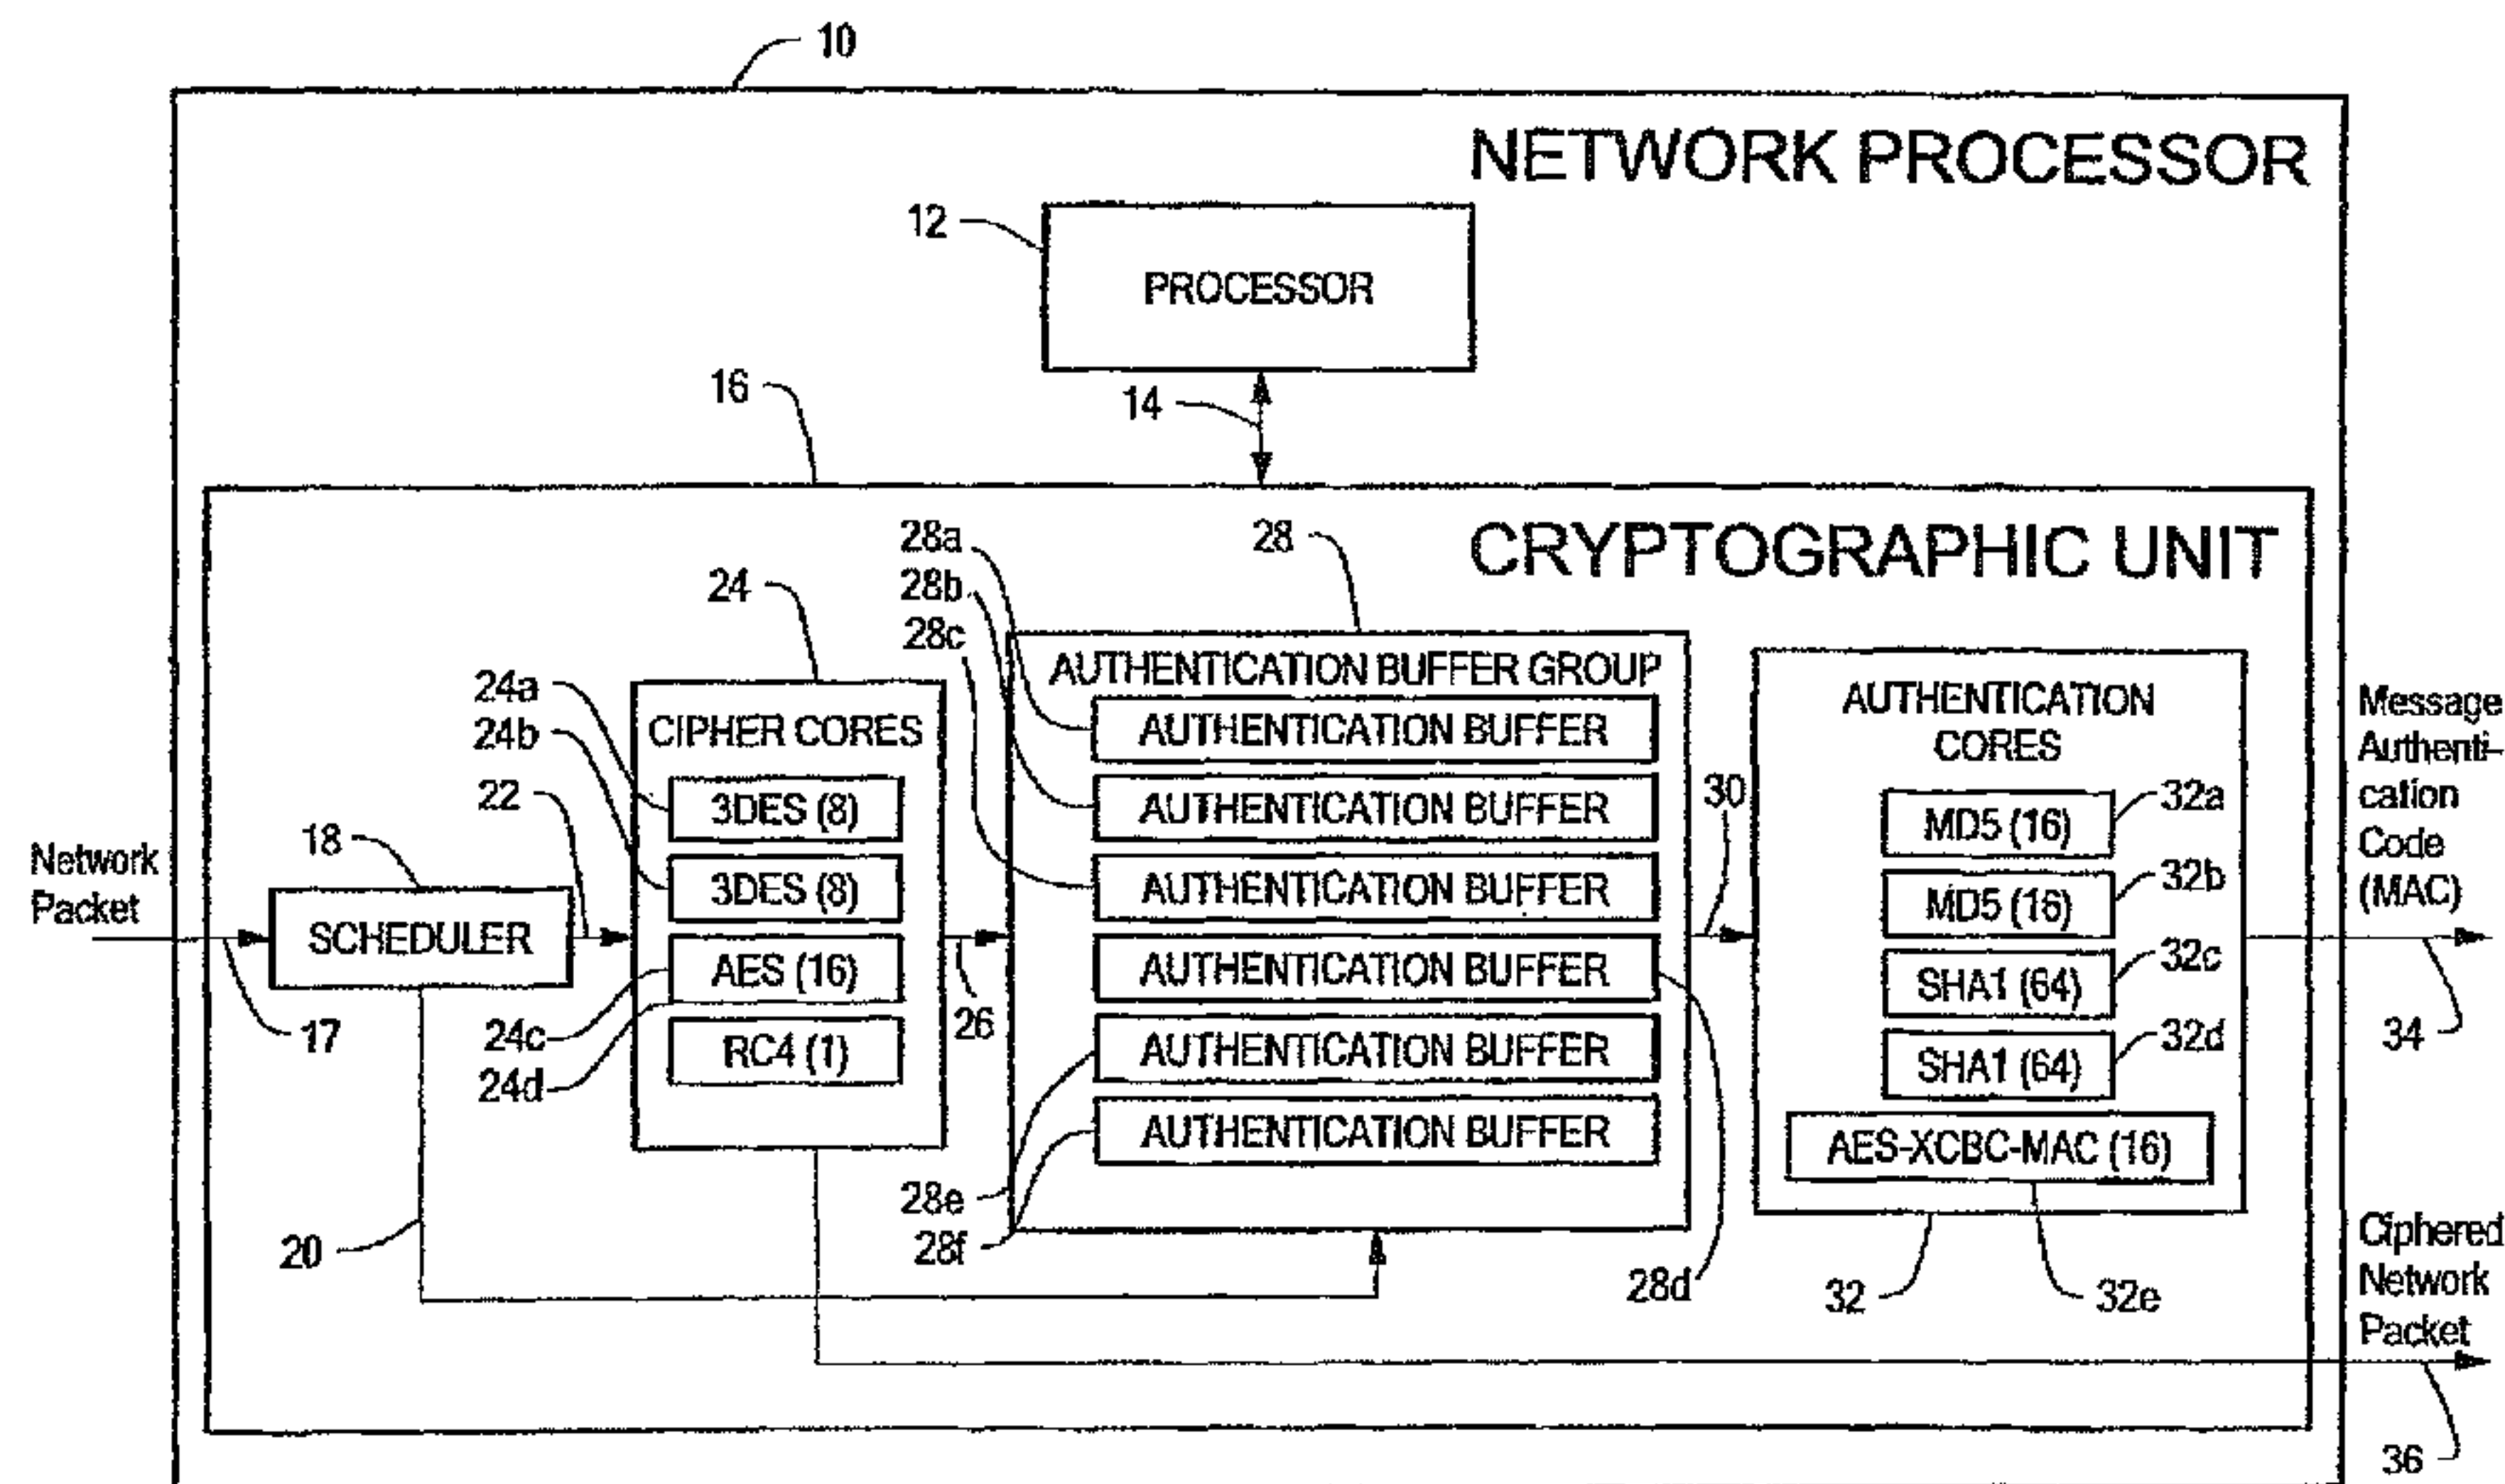 10
NETWORK PROCESSOR
12
PROCESSOR
16
14
28a
28
CRYPTOGRAPHIC UNIT
28b
24
28c
AUTHENTICATION BUFFER GROUP
24a
AUTHENTICATION
CORES
Message
Authenti-
cation
Code
(MAC)
24b
CIPHER CORES
AUTHENTICATION BUFFER
22
3DES (8)
AUTHENTICATION BUFFER
30
MD5 (16)
32a
Network
Packet
18
3DES (8)
AUTHENTICATION BUFFER
MD5 (16)
32b
SCHEDULER
AES (16)
AUTHENTICATION BUFFER
SHA1 (64)
32c
17
24c
26
34
24d
RC4 (1)
AUTHENTICATION BUFFER
SHA1 (64)
32d
AUTHENTICATION BUFFER
AES-XCBC-MAC (16)
28e
20
28f
28d
32
32e
Ciphered
Network
Packet
36